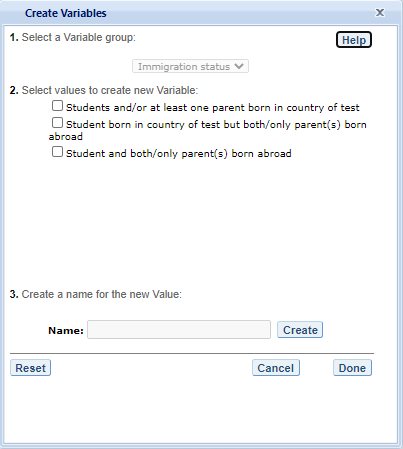 Create Variables x
1. Select a Variable group:
Help
Immigration status
2. Select values to create new Variable:
Students and/or at least one parent born in country of test
Student born in country of test but both/only parent(s) born
abroad
Student and both/only parent(s) born abroad
3. Create a name for the new Value:
Name: Create
Reset Cancel Done